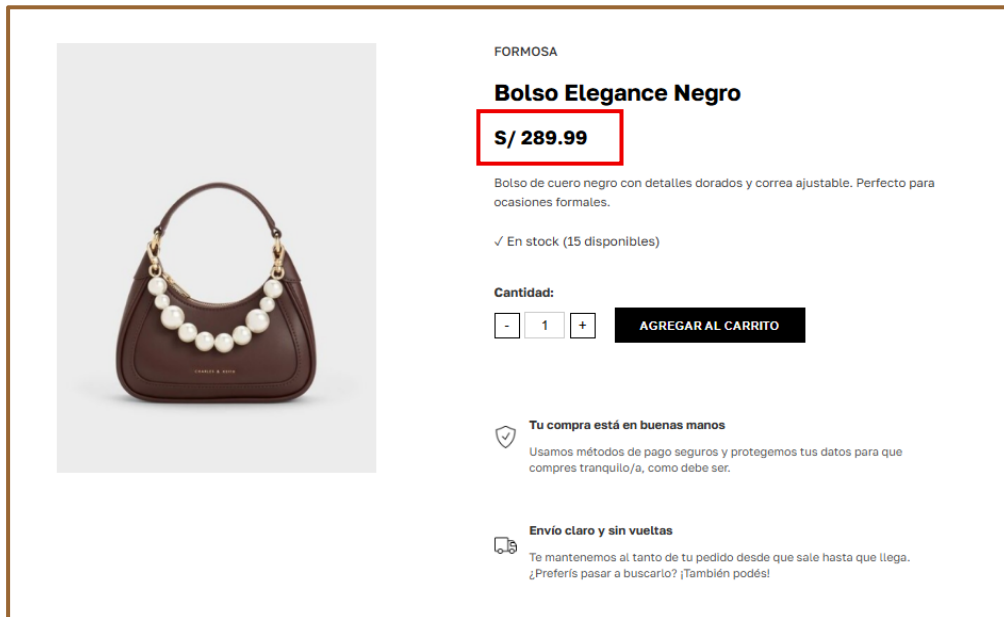 FORMOSA
Bolso Elegance Negro
S/ 289.99
Bolso de cuero negro con detalles dorados y correa ajustable. Perfecto para
ocasiones formales.
✓ En stock (15 disponibles)
Cantidad:
- 1 + AGREGAR AL CARRITO
CHARLES & KEITH
Tu compra está en buenas manos
Usamos métodos de pago seguros y protegemos tus datos para que
compres tranquilo/a, como debe ser.
Envío claro y sin vueltas
Te mantenemos al tanto de tu pedido desde que sale hasta que llega.
¿Preferís pasar a buscarlo? ¡También podés!